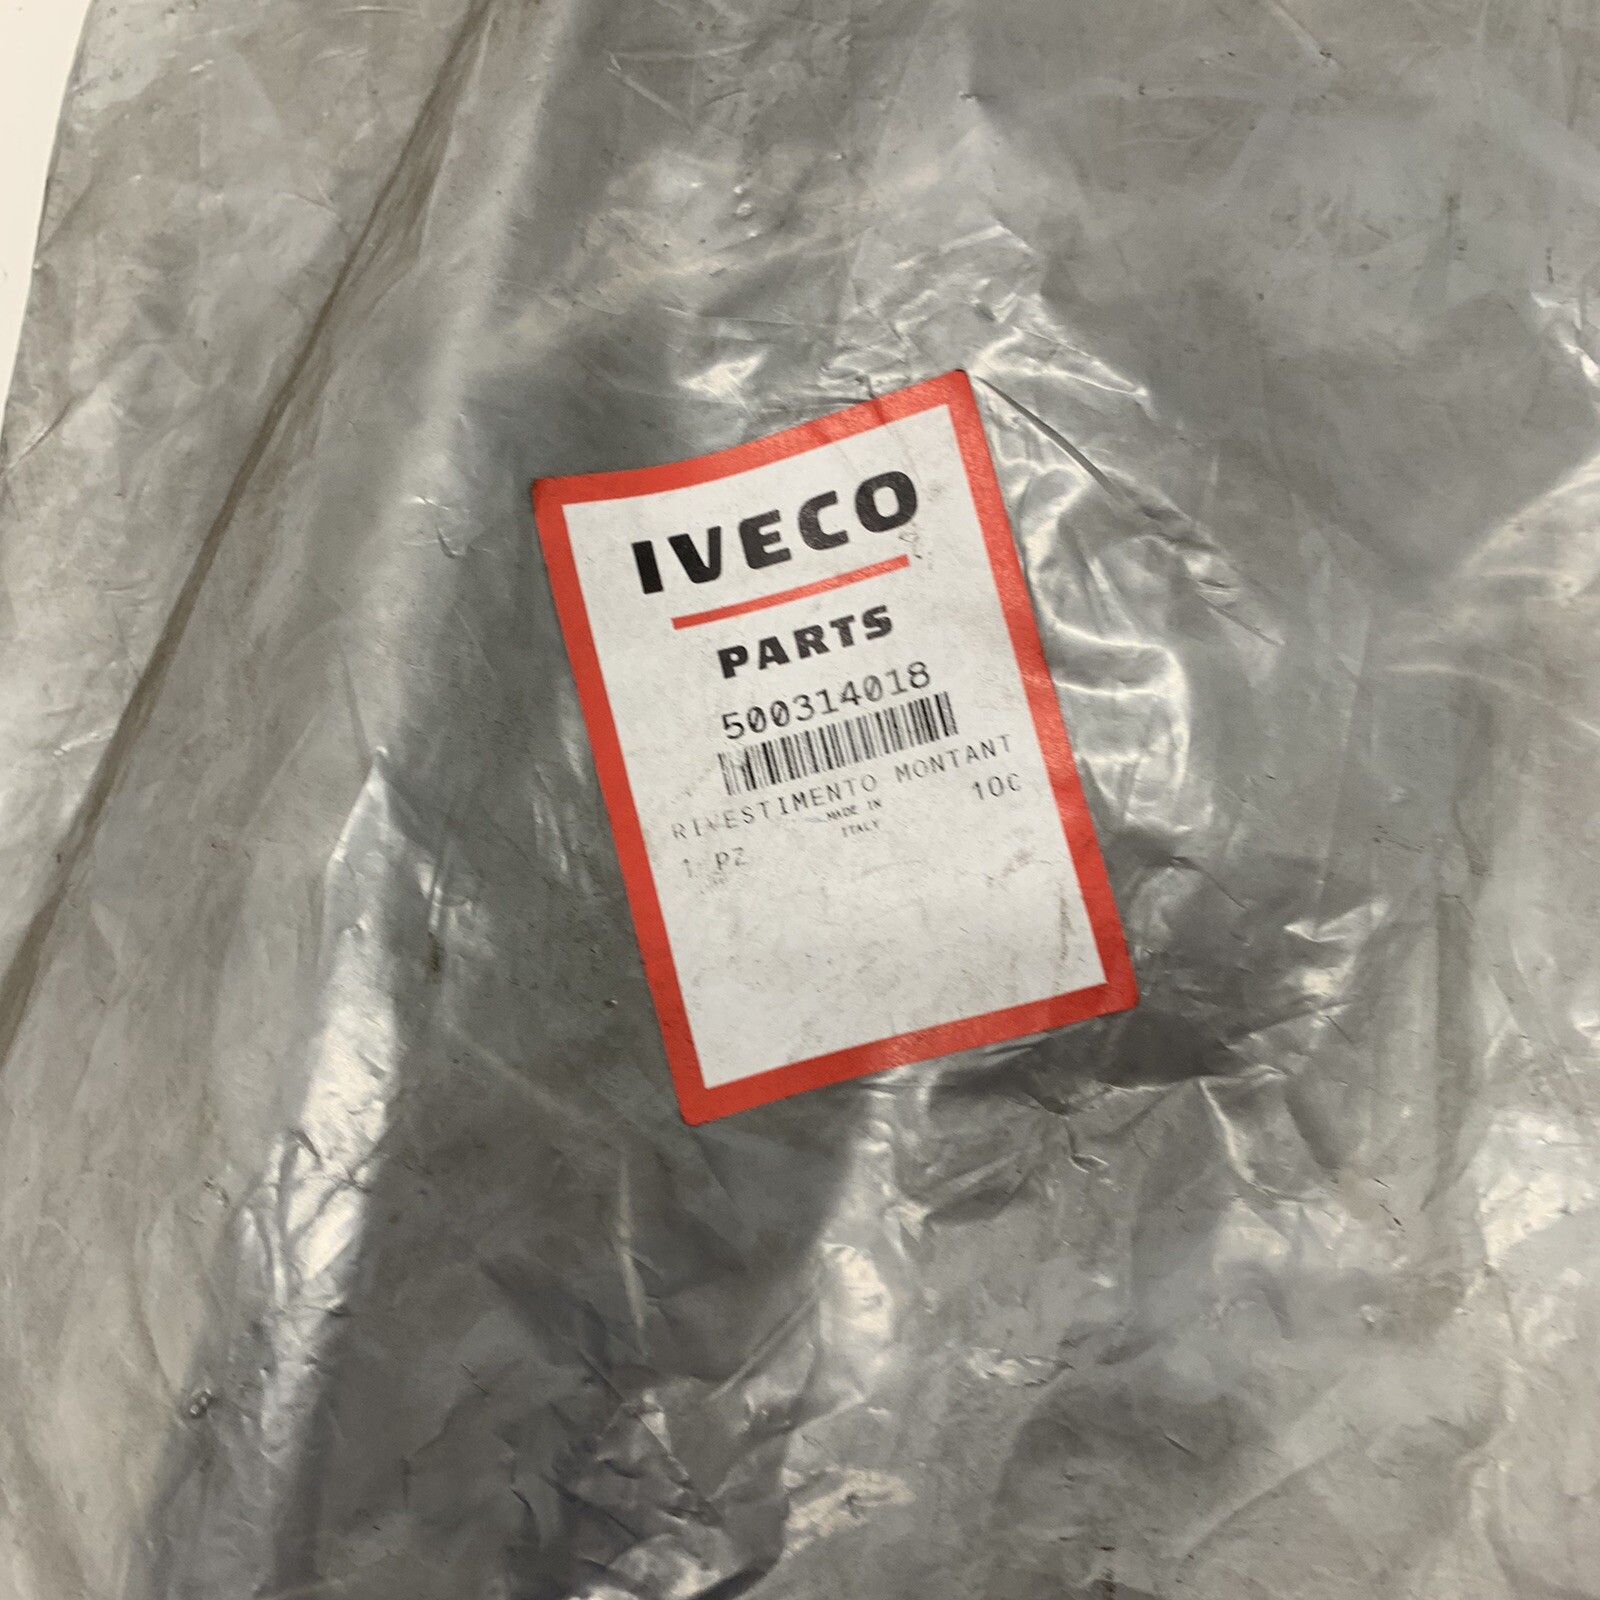 IVECO
PARTS
500314018
RIVESTIMENTO MONTANT
10C
MADE IN
ITALY
1 PZ